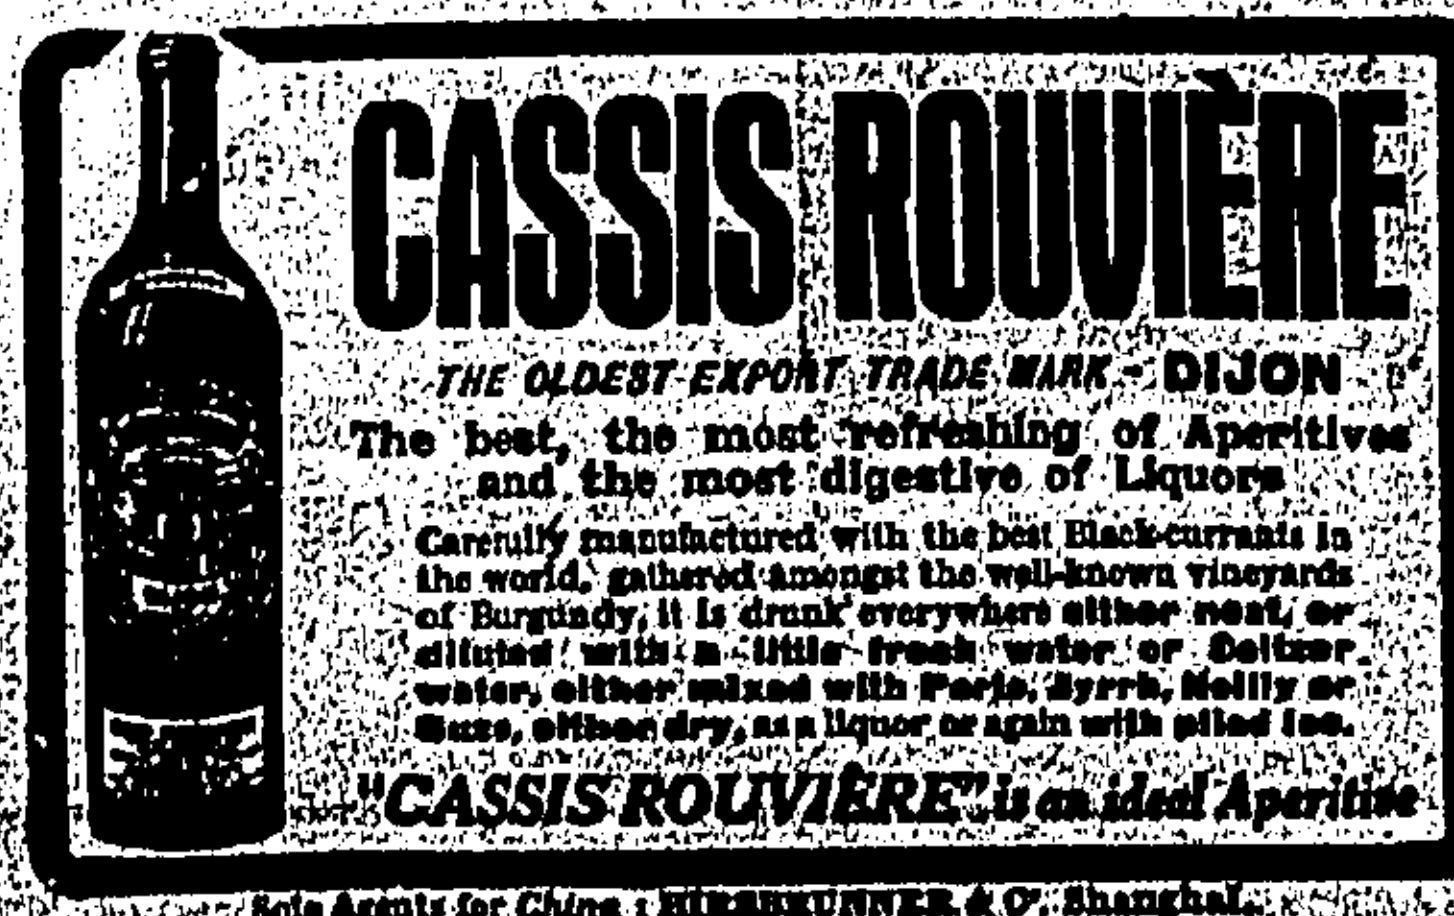 CASSIS ROUVIÈRE
THE OLDEST EXPORT TRADE MARK - DIJON
The best, the most refreshing of Aperitives
and the most digestive of Liquors
Carefully manufactured with the best Black-currants in
the world, gathered amongst the well-known vineyards
of Burgundy, it is drunk everywhere either neat, or
diluted with a little fresh water or Seltzer
water, either mixed with Byrrh, Noilly or
either dry, as a liquor or again with piled ice.
"CASSIS ROUVIÈRE" is an ideal Aperitive
Sole Agents for China : HIRSBRUNNER & Cº, Shanghai.